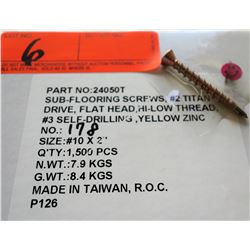 LOT NO.
6
PART NO:24050T
SUB-FLOORING SCREWS, #2 TITAN
DRIVE, FLAT HEAD,HI-LOW THREAD,
#3 SELF-DRILLING ,YELLOW ZINC
NO.: 178
SIZE:#10 X 2"
Q'TY:1,500 PCS
N.W:7.9 KGS
G.W:8.4 KGS
MADE IN TAIWAN, R.O.C.
P126